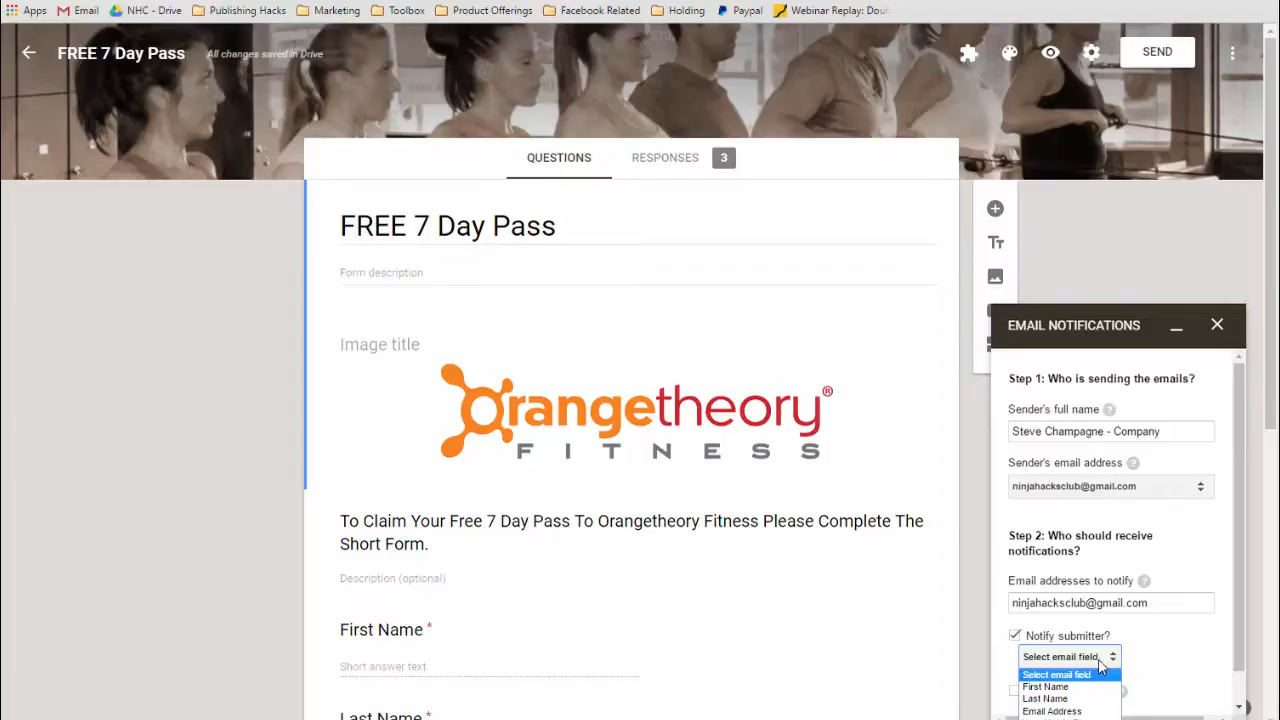 Apps Gmail NHC - Drive Publishing Hacks Marketing Toolbox Product Offerings Facebook Related Holding Paypal Webinar Replay: Dou
FREE 7 Day Pass All changes saved in Drive SEND
QUESTIONS RESPONSES 3
FREE 7 Day Pass
Form description
Image title
Orangetheory®
FITNESS
To Claim Your Free 7 Day Pass To Orangetheory Fitness Please Complete The
Short Form.
Description (optional)
First Name *
Short answer text
Last Name *
Tт
EMAIL NOTIFICATIONS
Step 1: Who is sending the emails?
Sender's full name ?
Steve Champagne - Company
Sender's email address ?
ninjahacksclub@gmail.com
Step 2: Who should receive
notifications?
Email addresses to notify ?
ninjahacksclub@gmail.com
Notify submitter?
Select email field
Select email field
First Name
Last Name
Email Address